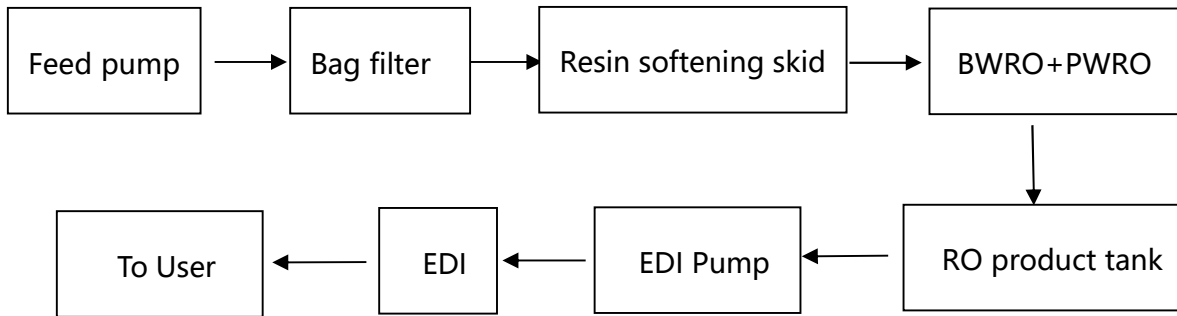 Feed pump
Bag filter
Resin softening skid
BWRO+PWRO
RO product tank
EDI Pump
EDI
To User